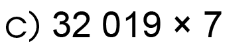 c) 32 019 × 7